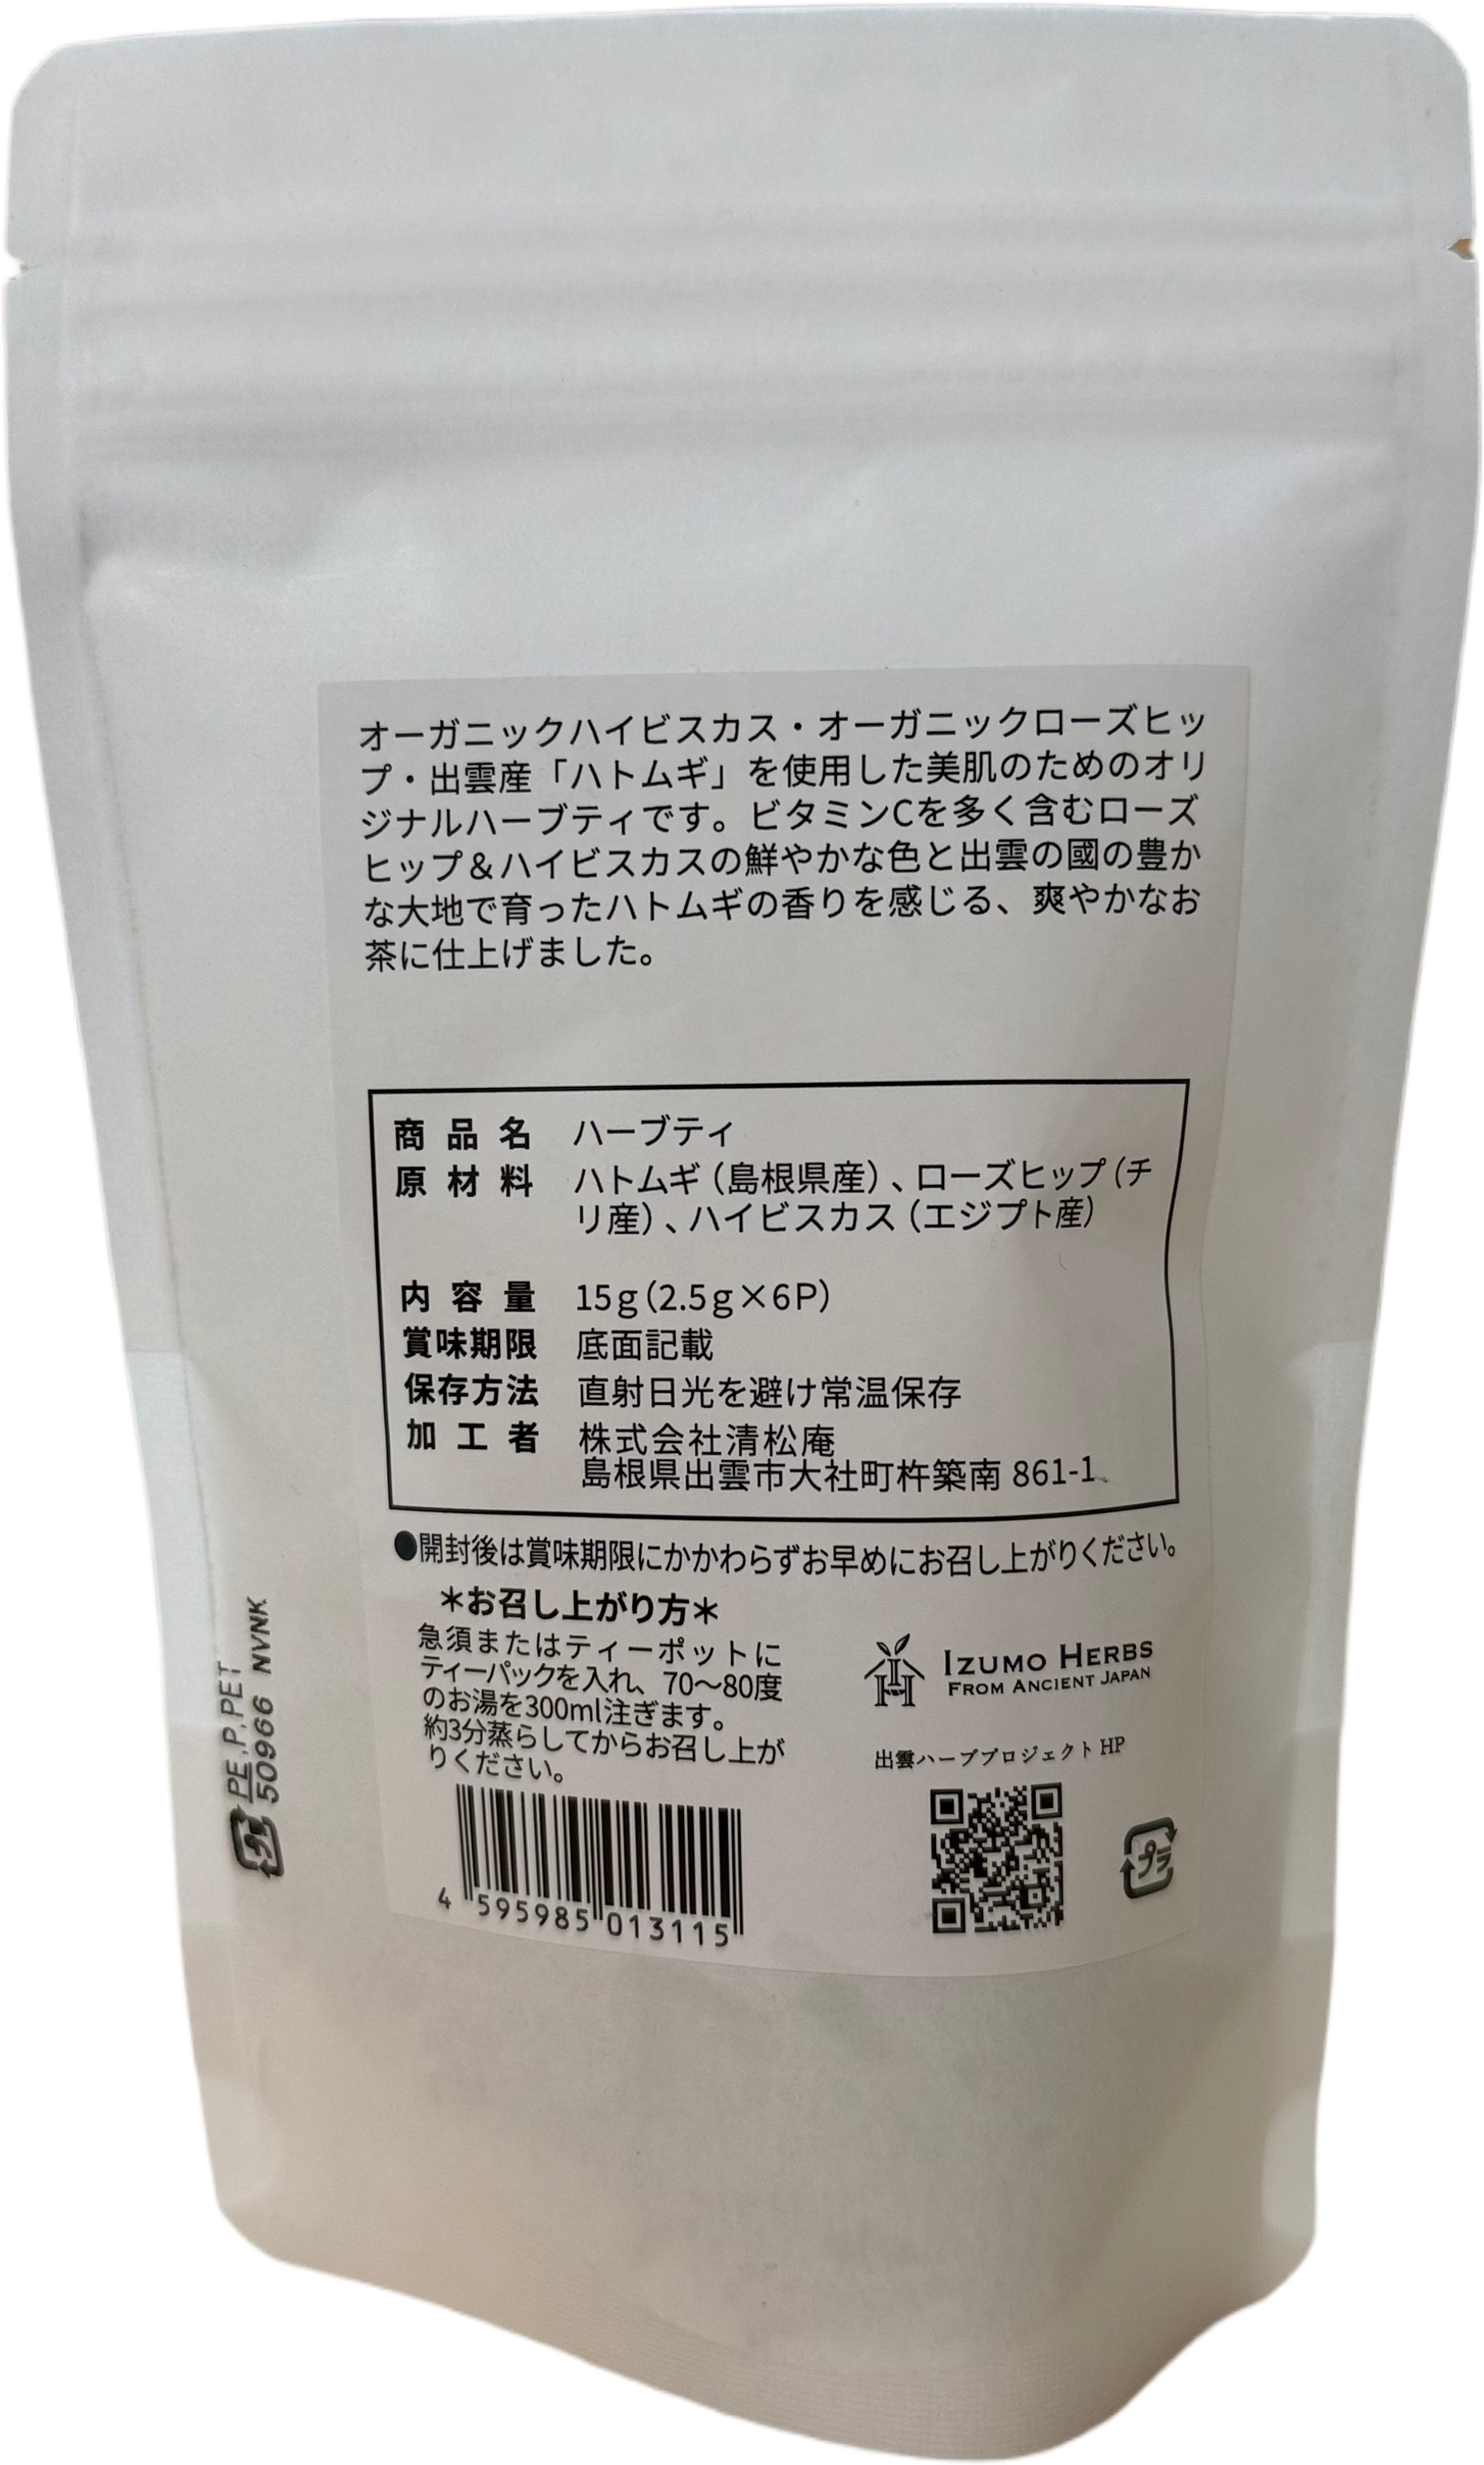 オーガニックハイビスカス・オーガニックローズヒッ
プ・出雲産「ハトムギ」を使用した美肌のためのオリ
ジナルハーブティです。ビタミンCを多く含むローズ
ヒップ＆ハイビスカスの鮮やかな色と出雲の國の豊か
な大地で育ったハトムギの香りを感じる、爽やかなお
茶に仕上げました。
商品名 ハーブティ
原材料 ハトムギ（島根県産）、ローズヒップ（チ
リ産）、ハイビスカス（エジプト産）
内容量 15g（2.5g×6P）
賞味期限 底面記載
保存方法 直射日光を避け常温保存
加工者 株式会社清松庵
島根県出雲市大社町杵築南 861-1
●開封後は賞味期限にかかわらずお早めにお召し上がりください。
＊お召し上がり方＊
急須またはティーポットに
ティーパックを入れ、70〜80度
のお湯を300ml注ぎます。
約3分蒸らしてからお召し上が
りください。
IZUMO HERBS
FROM ANCIENT JAPAN
出雲ハーブプロジェクト HP
プラ
4 595985 013115
プラ PE,P,PET
50966 NVNK